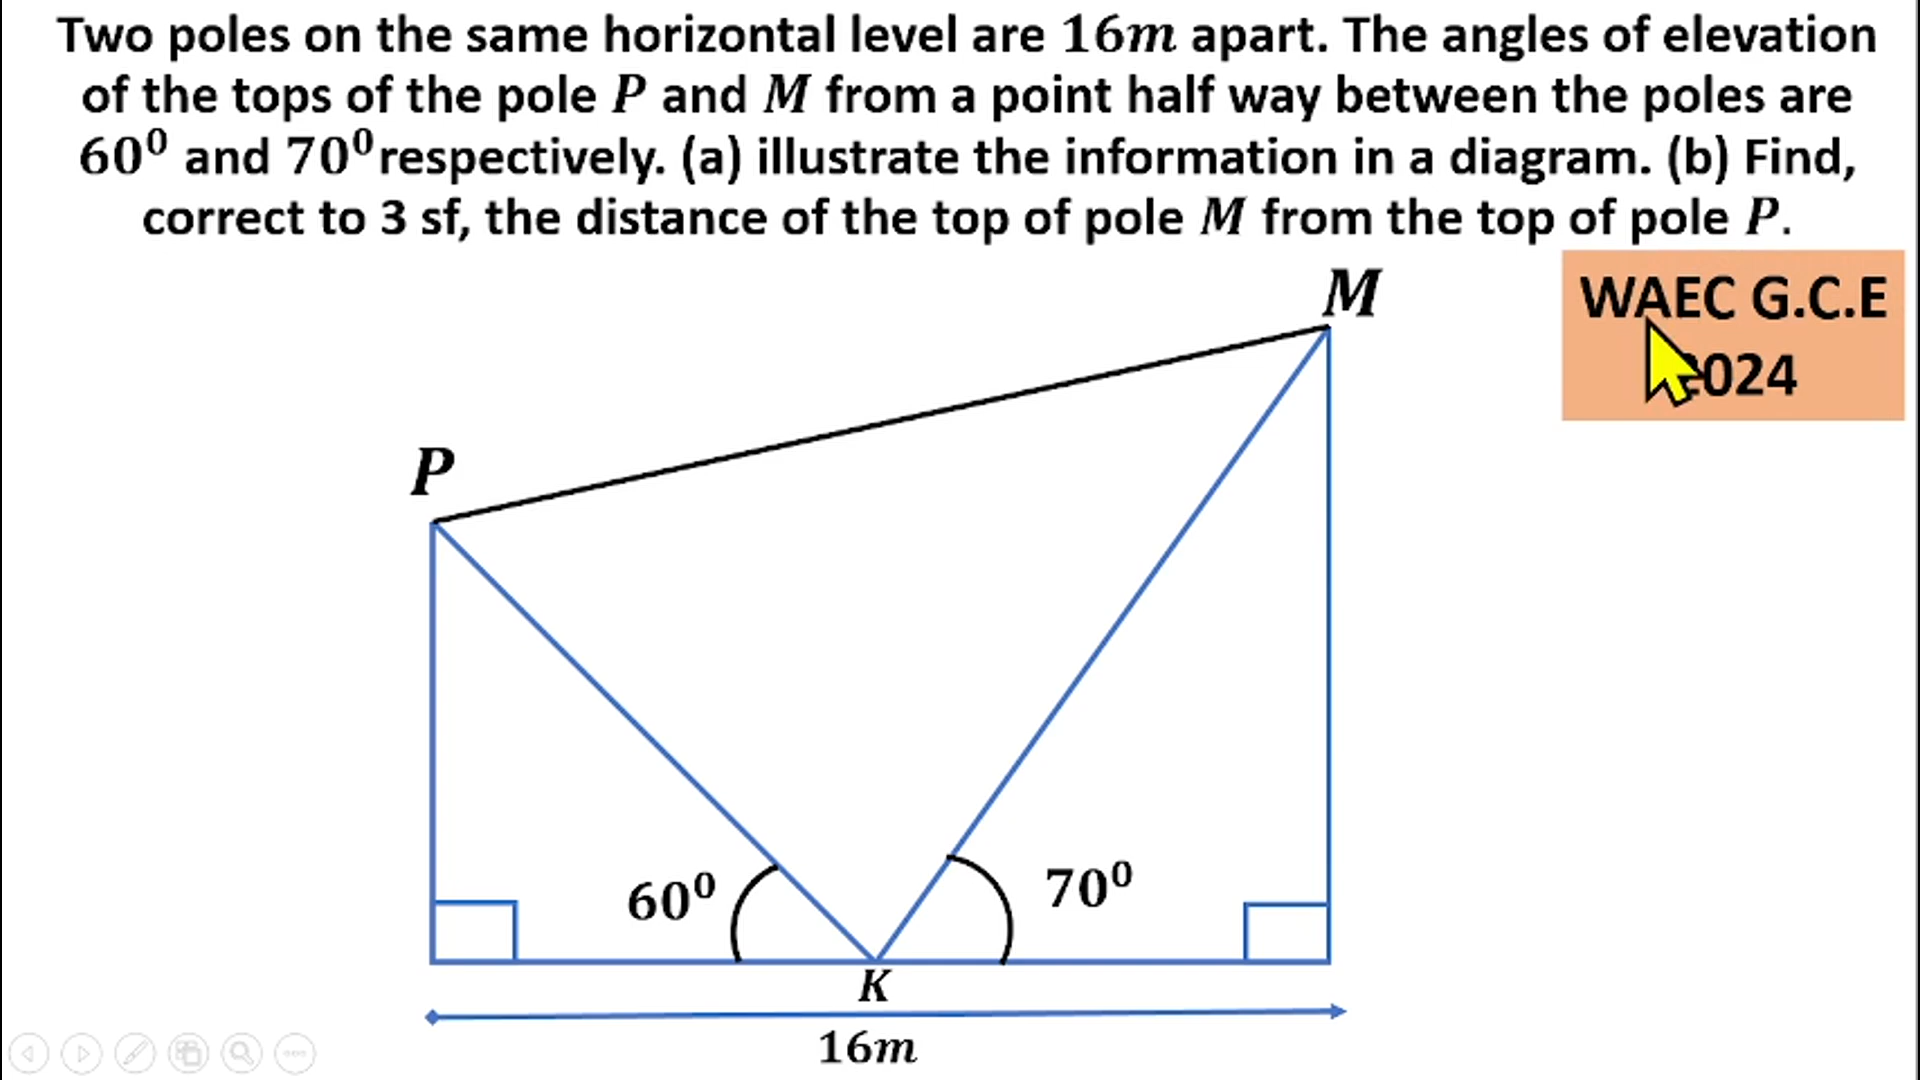 Two poles on the same horizontal level are 16m apart. The angles of elevation
of the tops of the pole P and M from a point half way between the poles are
60⁰ and 70⁰ respectively. (a) illustrate the information in a diagram. (b) Find,
correct to 3 sf, the distance of the top of pole M from the top of pole P.
WAEC G.C.E
2024
M
P
60⁰
70⁰
K
16m